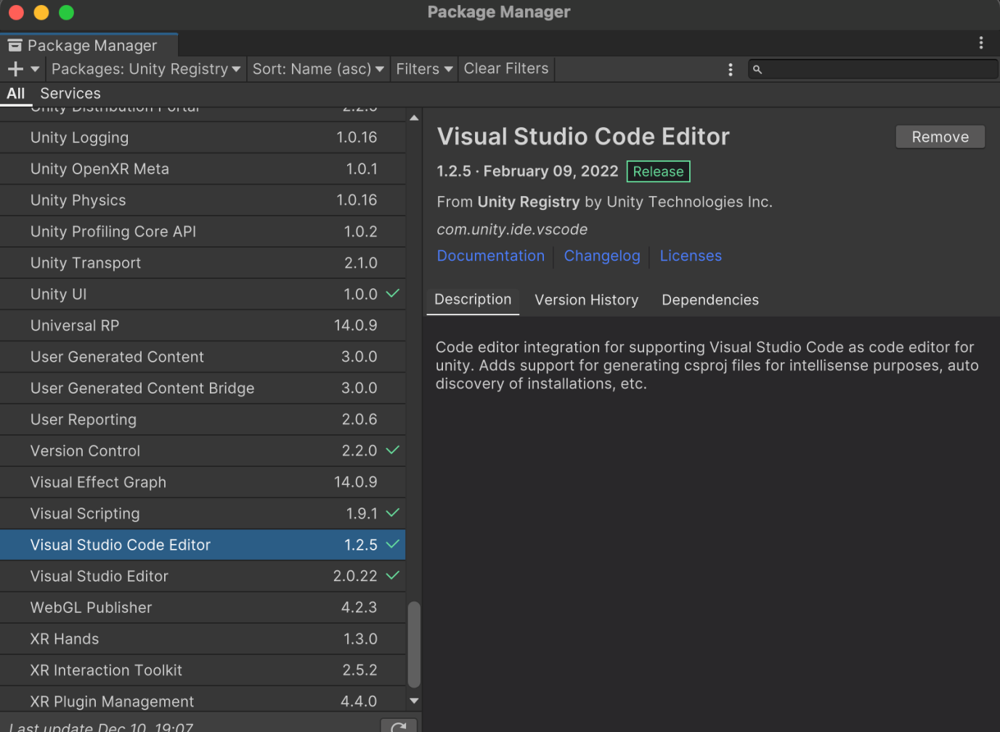 Package Manager
Package Manager
Packages: Unity Registry
Sort: Name (asc)
Filters
Clear Filters
All
Services
Unity Distribution Portal
2.2.0
Unity Logging
1.0.16
Unity OpenXR Meta
1.0.1
Unity Physics
1.0.16
Unity Profiling Core API
1.0.2
Unity Transport
2.1.0
Unity UI
1.0.0
Universal RP
14.0.9
User Generated Content
3.0.0
User Generated Content Bridge
3.0.0
User Reporting
2.0.6
Version Control
2.2.0
Visual Effect Graph
14.0.9
Visual Scripting
1.9.1
Visual Studio Code Editor
1.2.5
Visual Studio Editor
2.0.22
WebGL Publisher
4.2.3
XR Hands
1.3.0
XR Interaction Toolkit
2.5.2
XR Plugin Management
4.4.0
Last update Dec 10, 19:07
Visual Studio Code Editor
Remove
1.2.5 · February 09, 2022
Release
From Unity Registry by Unity Technologies Inc.
com.unity.ide.vscode
Documentation
Changelog
Licenses
Description
Version History
Dependencies
Code editor integration for supporting Visual Studio Code as code editor for
unity. Adds support for generating csproj files for intellisense purposes, auto
discovery of installations, etc.